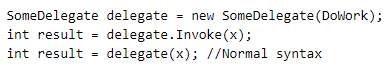 SomeDelegate delegate = new SomeDelegate(DoWork);
int result = delegate.Invoke(x);
int result = delegate(x); //Normal syntax